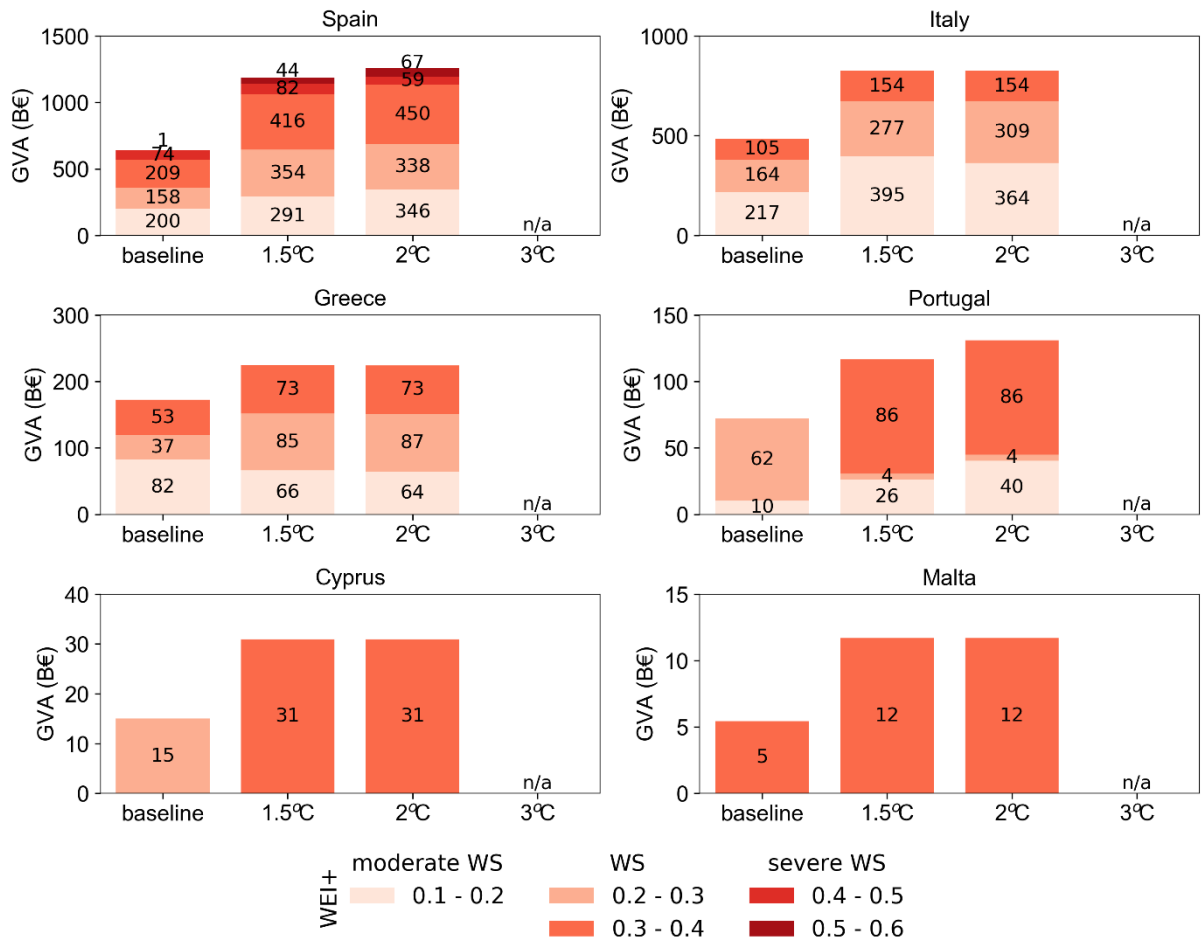 Spain
GVA (B€)
1500
1000
500
0
1
74
209
158
200
44
82
416
354
291
67
59
450
338
346
n/a
baseline
1.5°C
2°C
3°C
Italy
GVA (B€)
1000
500
0
105
164
217
154
277
395
154
309
364
n/a
baseline
1.5°C
2°C
3°C
Greece
GVA (B€)
300
200
100
0
53
37
82
73
85
66
73
87
64
n/a
baseline
1.5°C
2°C
3°C
Portugal
GVA (B€)
150
100
50
0
62
10
86
4
26
86
4
40
n/a
baseline
1.5°C
2°C
3°C
Cyprus
GVA (B€)
40
30
20
10
0
15
31
31
n/a
baseline
1.5°C
2°C
3°C
Malta
GVA (B€)
15
10
5
0
5
12
12
n/a
baseline
1.5°C
2°C
3°C
WEI+
moderate WS
0.1 - 0.2
WS
0.2 - 0.3
0.3 - 0.4
severe WS
0.4 - 0.5
0.5 - 0.6